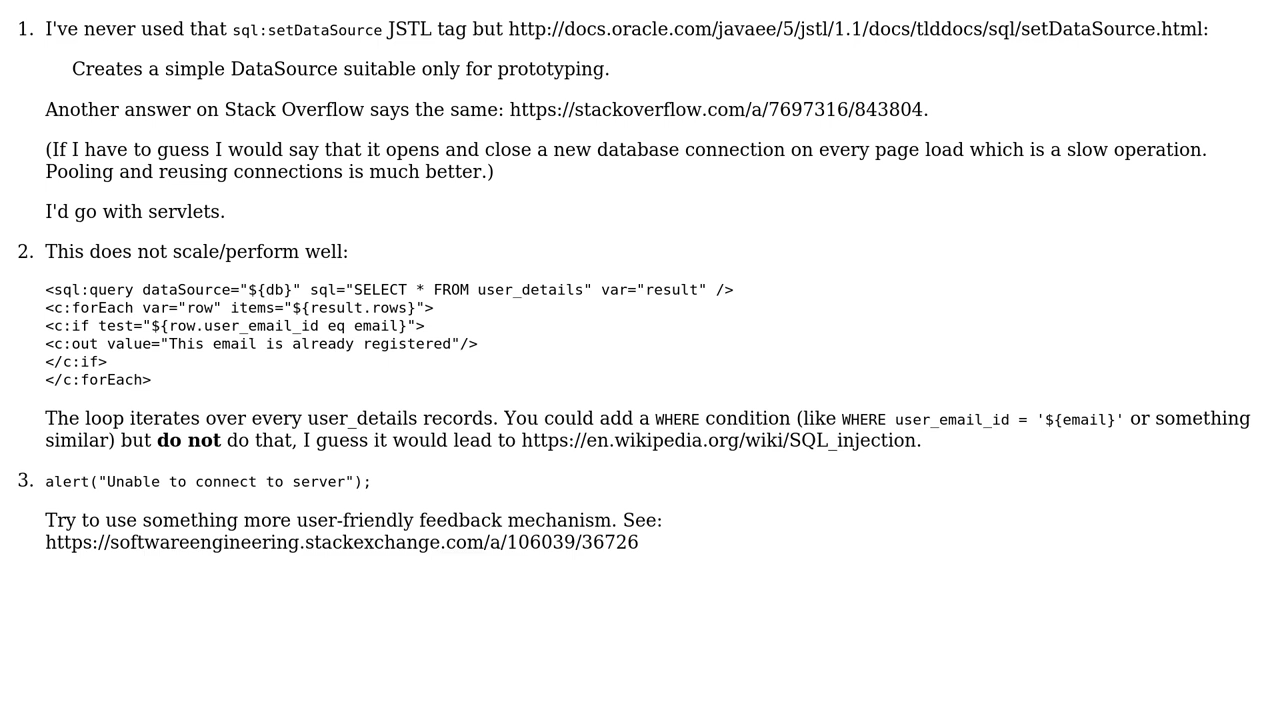 1. I've never used that sql:setDataSource JSTL tag but http://docs.oracle.com/javaee/5/jstl/1.1/docs/tlddocs/sql/setDataSource.html:
Creates a simple DataSource suitable only for prototyping.
Another answer on Stack Overflow says the same: https://stackoverflow.com/a/7697316/843804.
(If I have to guess I would say that it opens and close a new database connection on every page load which is a slow operation.
Pooling and reusing connections is much better.)
I'd go with servlets.
2. This does not scale/perform well:
<sql:query dataSource="${db}" sql="SELECT * FROM user_details" var="result" />
<c:forEach var="row" items="${result.rows}">
<c:if test="${row.user_email_id eq email}">
<c:out value="This email is already registered"/>
</c:if>
</c:forEach>
The loop iterates over every user_details records. You could add a WHERE condition (like WHERE user_email_id = '${email}' or something
similar) but do not do that, I guess it would lead to https://en.wikipedia.org/wiki/SQL_injection.
3. alert("Unable to connect to server");
Try to use something more user-friendly feedback mechanism. See:
https://softwareengineering.stackexchange.com/a/106039/36726